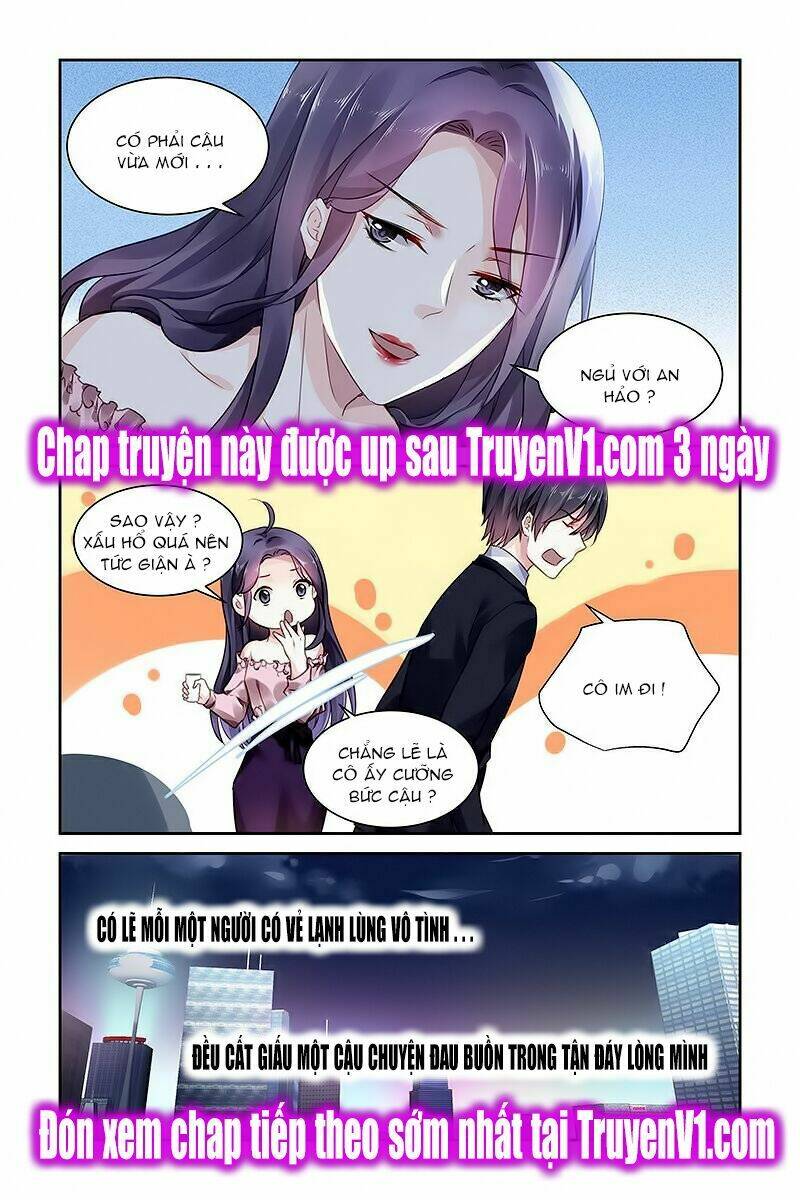 CÓ PHẢI CẬU
VỪA MỚI . . .
NGỦ VỚI AN
HẢO ?
Chap truyện này được up sau TruyenV1.com 3 ngày
SAO VẬY ?
XẤU HỔ QUÁ NÊN
TỨC GIẬN À ?
CÔ IM ĐI !
CHẲNG LẼ LÀ
CÔ ẤY CƯỠNG
BỨC CẬU ?
CÓ LẼ MỖI MỘT NGƯỜI CÓ VẺ LẠNH LÙNG VÔ TÌNH . . .
ĐỀU CẤT GIẤU MỘT CÂU CHUYỆN ĐAU BUỒN TRONG TẬN ĐÁY LÒNG MÌNH
Đón xem chap tiếp theo sớm nhất tại TruyenV1.com